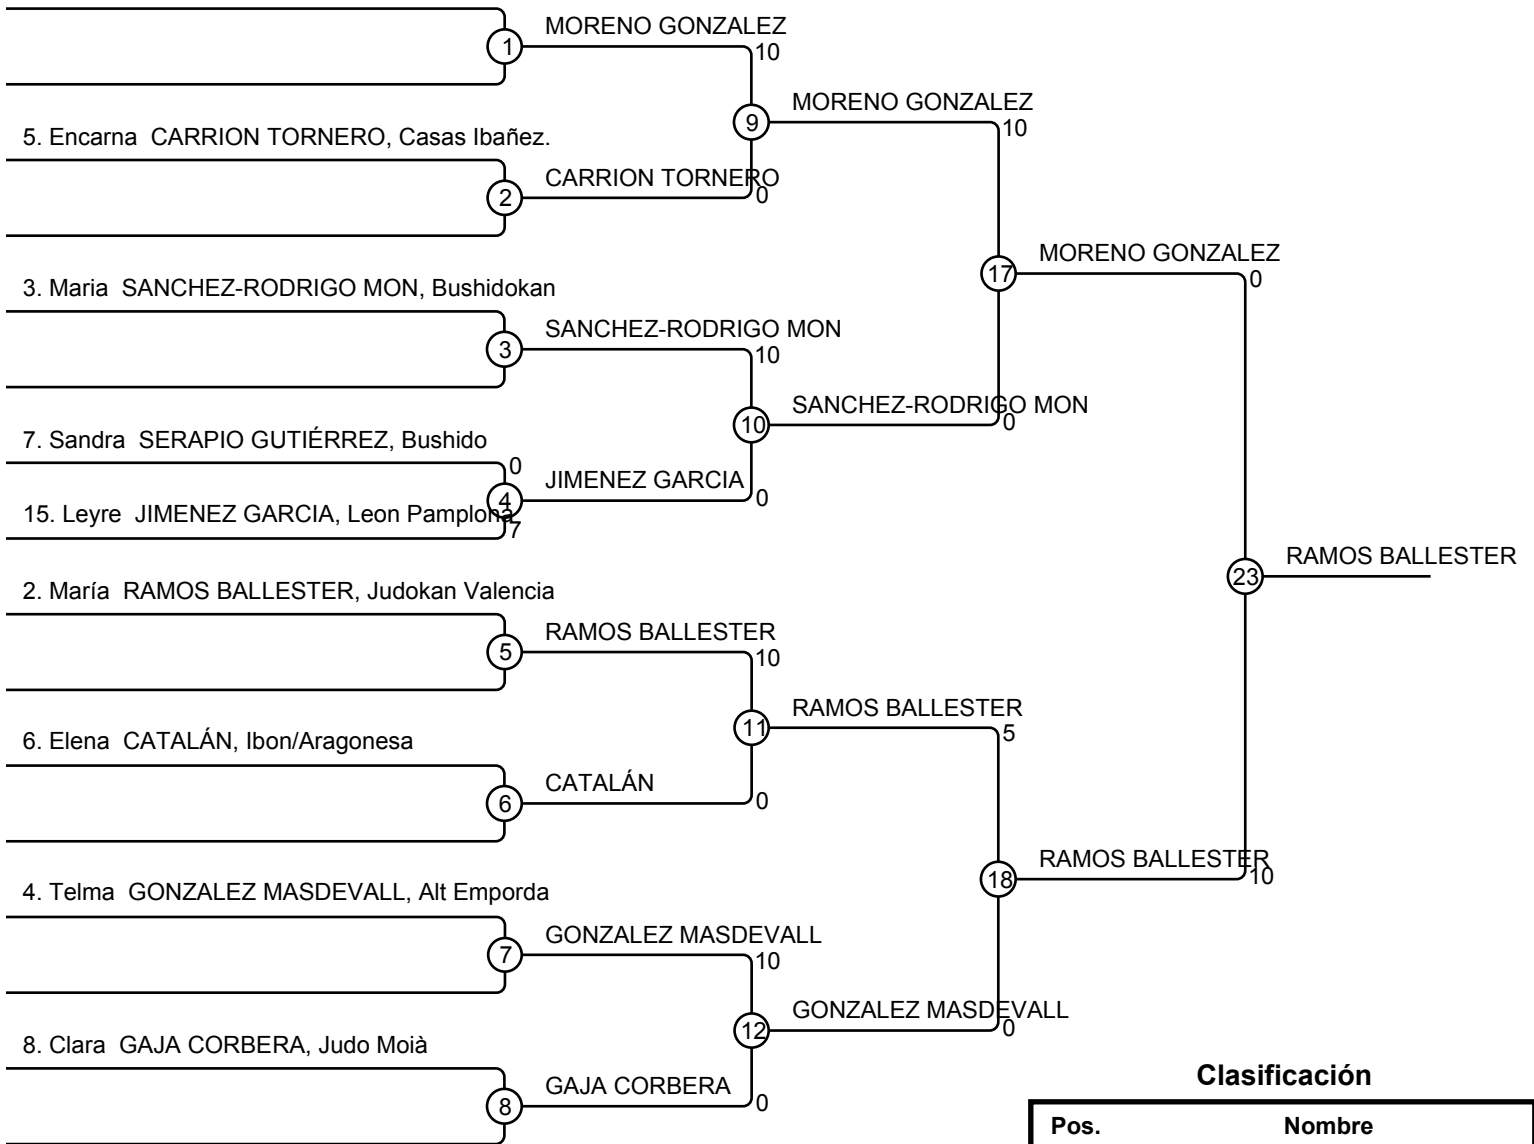 MORENO GONZALEZ
1
10
MORENO GONZALEZ
9
10
5. Encarna  CARRION TORNERO, Casas Ibañez.
CARRION TORNERO
2
0
MORENO GONZALEZ
17
0
3. Maria  SANCHEZ-RODRIGO MON, Bushidokan
SANCHEZ-RODRIGO MON
3
10
SANCHEZ-RODRIGO MON
10
0
7. Sandra  SERAPIO GUTIÉRREZ, Bushido
0
JIMENEZ GARCIA
4
0
15. Leyre  JIMENEZ GARCIA, Leon Pamplona
7
RAMOS BALLESTER
23
2. María  RAMOS BALLESTER, Judokan Valencia
RAMOS BALLESTER
5
10
RAMOS BALLESTER
11
5
6. Elena  CATALÁN, Ibon/Aragonesa
CATALÁN
6
0
RAMOS BALLESTER
18
10
4. Telma  GONZALEZ MASDEVALL, Alt Emporda
GONZALEZ MASDEVALL
7
10
GONZALEZ MASDEVALL
12
0
8. Clara  GAJA CORBERA, Judo Moià
GAJA CORBERA
8
0
Clasificación
Pos. Nombre